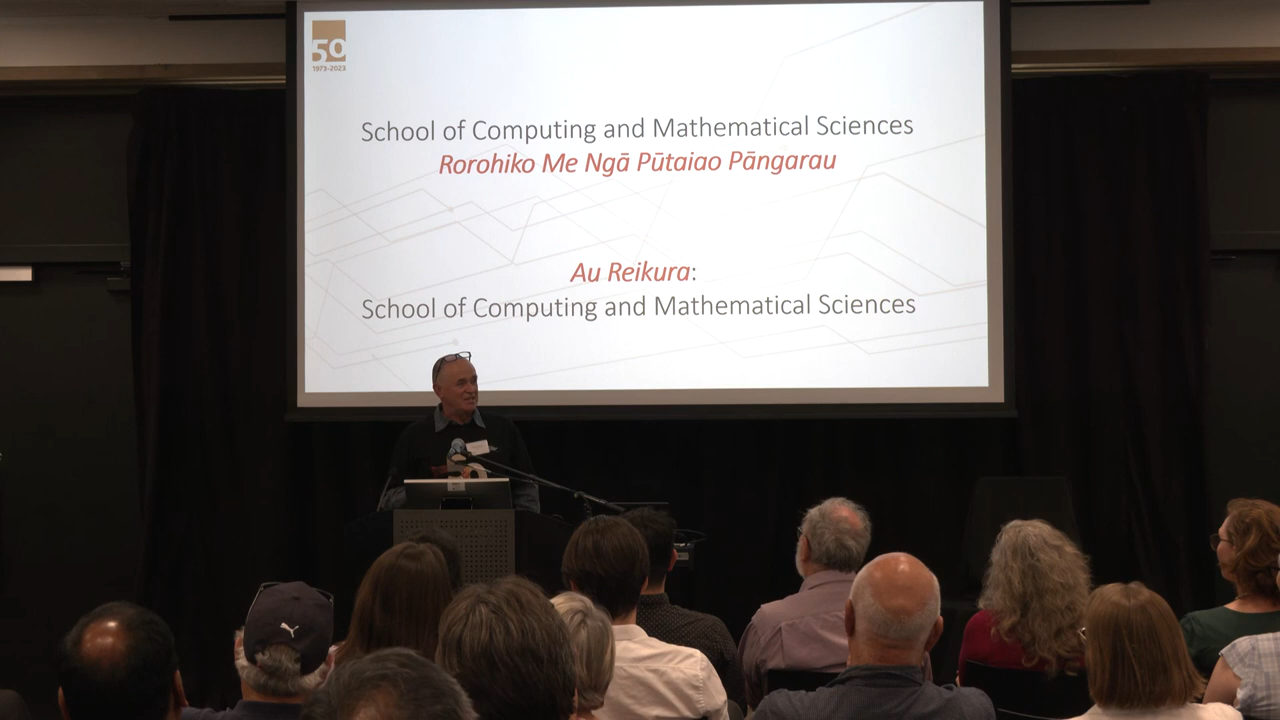 50
1973-2023
School of Computing and Mathematical Sciences
Rorohiko Me Ngā Pūtaiao Pāngarau
Au Reikura:
School of Computing and Mathematical Sciences